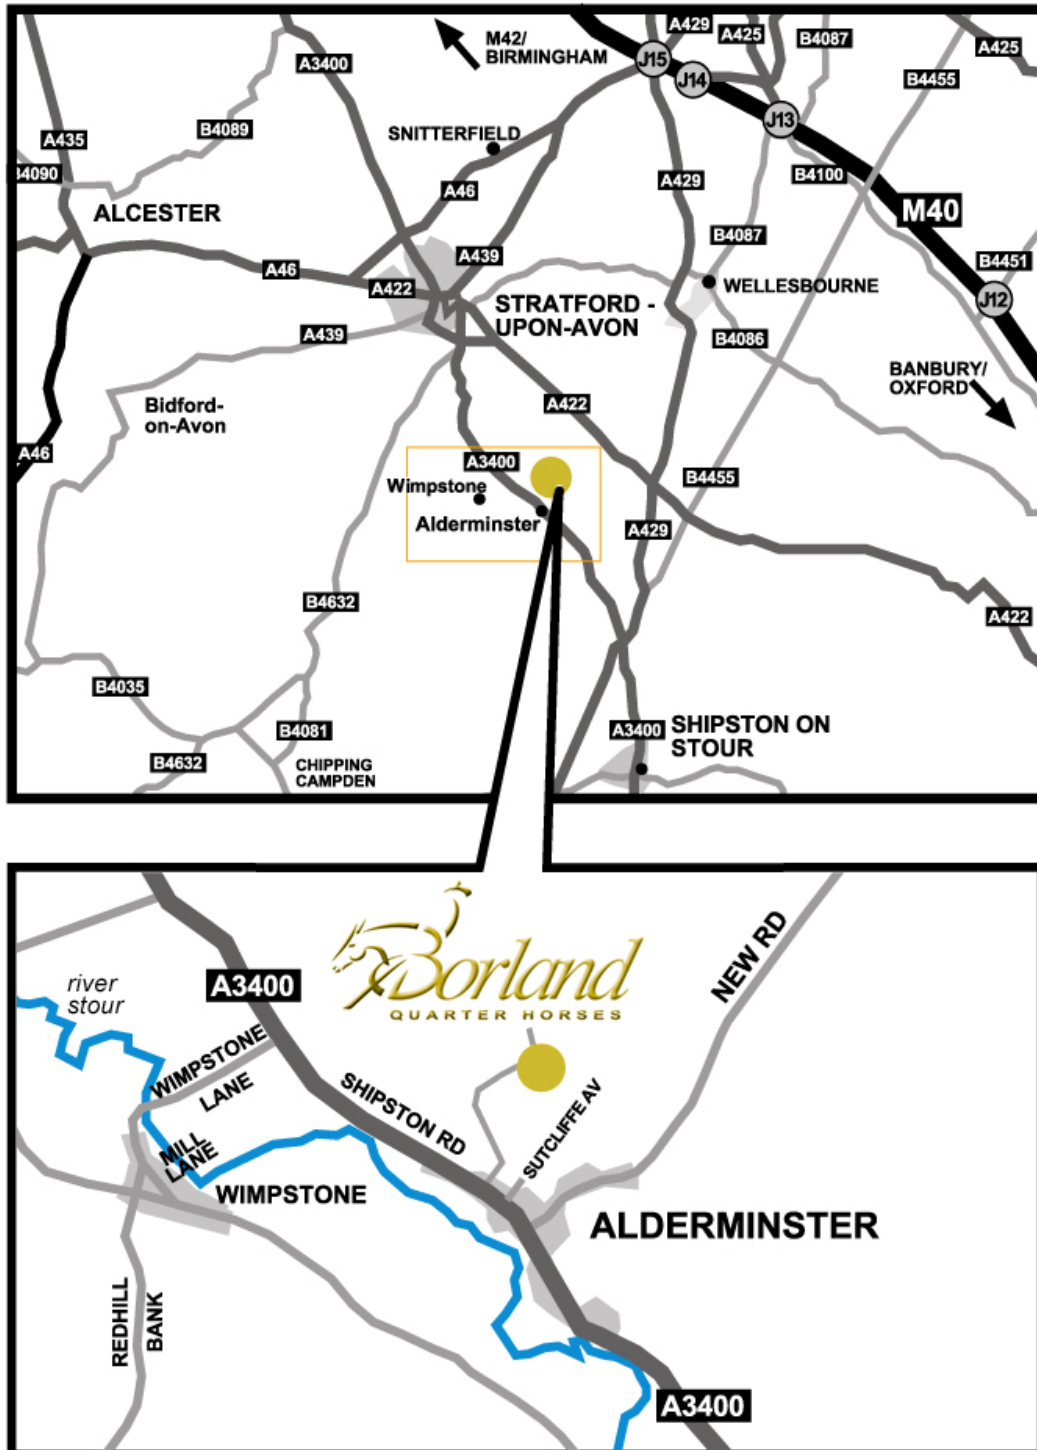 A429
A425
B4087
M42/
BIRMINGHAM
A3400
J15
J14
A425
B4455
A435
B4089
SNITTERFIELD
J13
B4090
A46
A429
B4100
ALCESTER
M40
B4087
A46
A439
B4451
A422
WELLESBOURNE
J12
STRATFORD -
UPON-AVON
A439
B4086
BANBURY/
OXFORD
Bidford-
on-Avon
A422
A46
A3400
B4455
Wimpstone
Alderminster
A429
B4632
A422
B4035
B4081
A3400
SHIPSTON ON
STOUR
B4632
CHIPPING
CAMPDEN
Borland
QUARTER HORSES
NEW RD
river
stour
A3400
WIMPSTONE
LANE
SHIPSTON RD
SUTCLIFFE AV
MILL
LANE
WIMPSTONE
ALDERMINSTER
REDHILL
BANK
A3400